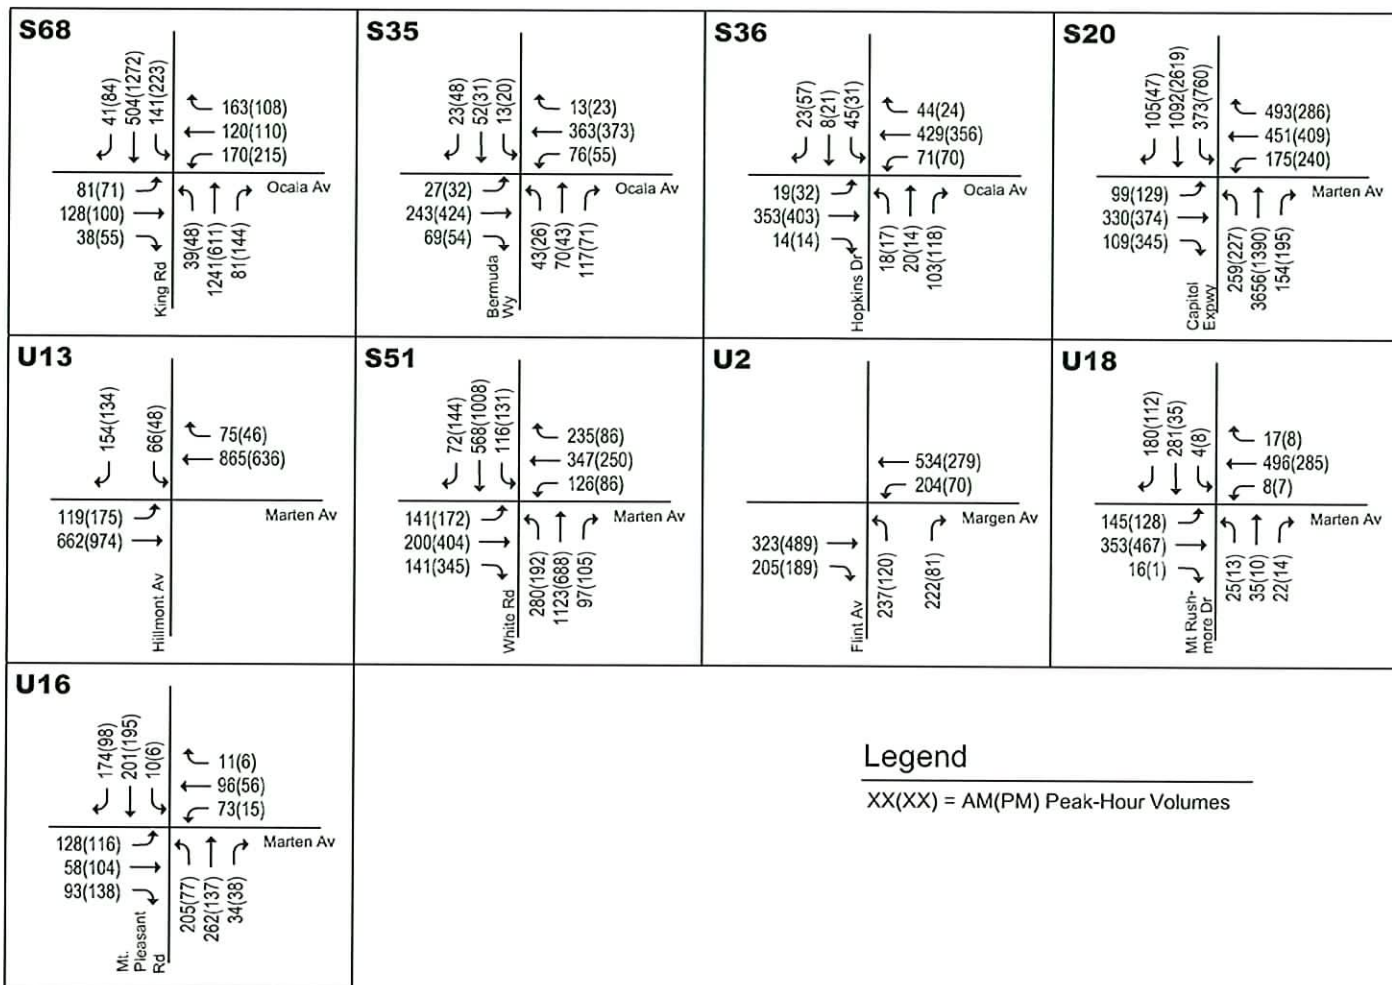 S68
41(84)
504(1272)
141(223)
163(108)
120(110)
170(215)
81(71)
128(100)
38(55)
Ocala Av
39(48)
1241(611)
81(144)
King Rd
S35
23(48)
52(31)
13(20)
13(23)
363(373)
76(55)
27(32)
243(424)
69(54)
Ocala Av
43(26)
70(43)
117(71)
Bermuda
Wy
S36
23(57)
8(21)
45(31)
44(24)
429(356)
71(70)
19(32)
353(403)
14(14)
Ocala Av
18(17)
20(14)
103(118)
Hopkins Dr
S20
105(47)
1092(2619)
373(760)
493(286)
451(409)
175(240)
99(129)
330(374)
109(345)
Marten Av
259(227)
3656(1390)
154(195)
Capitol
Expwy
U13
154(134)
66(48)
75(46)
865(636)
119(175)
662(974)
Marten Av
Hillmont Av
S51
72(144)
568(1008)
116(131)
235(86)
347(250)
126(86)
141(172)
200(404)
141(345)
Marten Av
280(192)
1123(688)
97(105)
White Rd
U2
534(279)
204(70)
323(489)
205(189)
Margen Av
237(120)
222(81)
Flint Av
U18
180(112)
281(35)
4(8)
17(8)
496(285)
8(7)
145(128)
353(467)
16(1)
Marten Av
25(13)
35(10)
22(14)
Mt Rush-
more Dr
U16
174(98)
201(195)
10(6)
11(6)
96(56)
73(15)
128(116)
58(104)
93(138)
Marten Av
205(77)
262(137)
34(38)
Mt.
Pleasant
Rd
Legend
XX(XX) = AM(PM) Peak-Hour Volumes